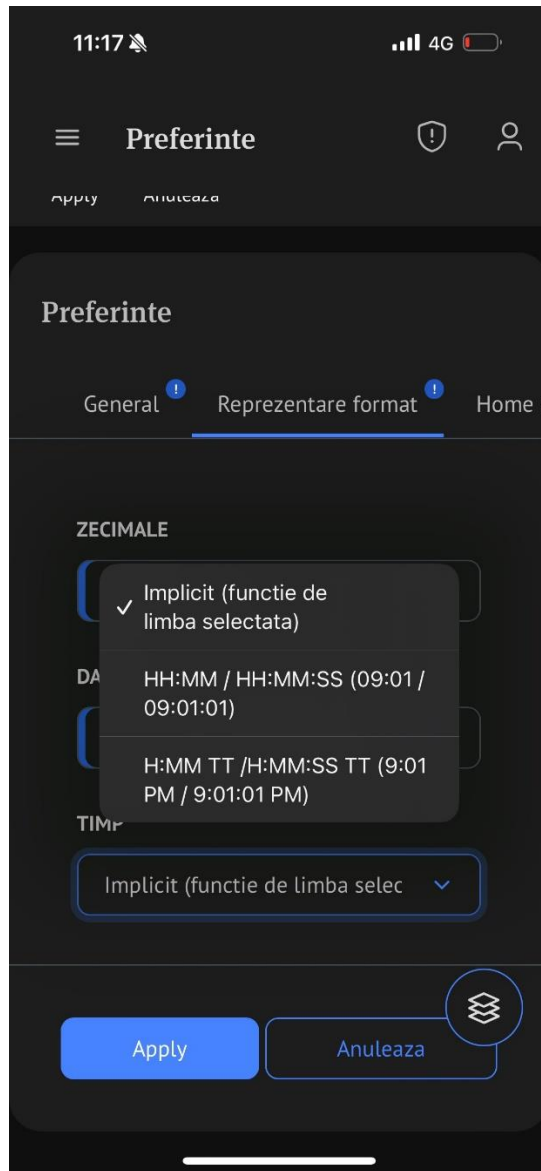 11:17 4G
Preferinte
Apply Anuleaza
Preferinte
General Reprezentare format Home
ZECIMALE
Implicit (functie de
limba selectata)
DA
HH:MM / HH:MM:SS (09:01 /
09:01:01)
H:MM TT /H:MM:SS TT (9:01
PM / 9:01:01 PM)
TIMP
Implicit (functie de limba selec
Apply Anuleaza